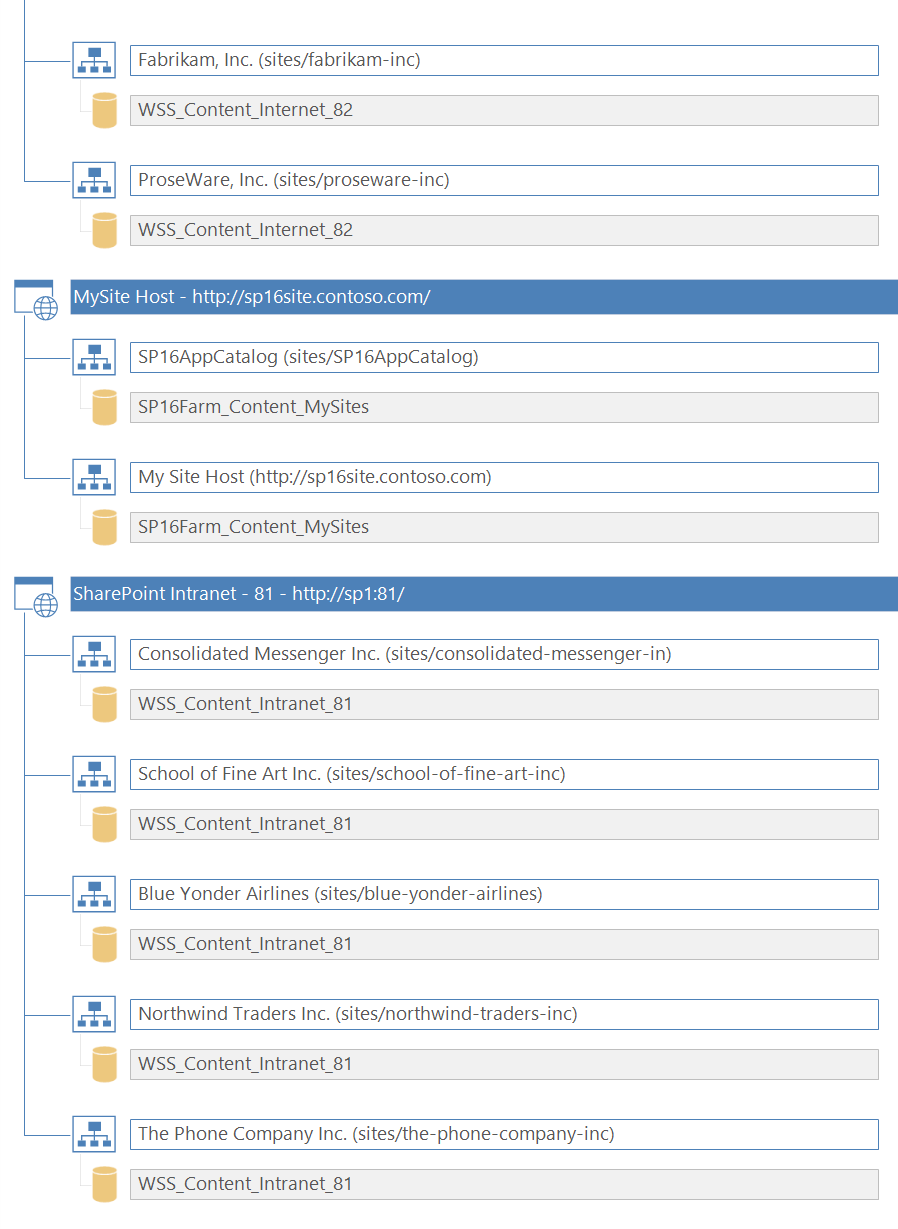 Fabrikam, Inc. (sites/fabrikam-inc)
WSS_Content_Internet_82
ProseWare, Inc. (sites/proseware-inc)
WSS_Content_Internet_82
MySite Host - http://sp16site.contoso.com/
SP16AppCatalog (sites/SP16AppCatalog)
SP16Farm_Content_MySites
My Site Host (http://sp16site.contoso.com)
SP16Farm_Content_MySites
SharePoint Intranet - 81 - http://sp1:81/
Consolidated Messenger Inc. (sites/consolidated-messenger-in)
WSS_Content_Intranet_81
School of Fine Art Inc. (sites/school-of-fine-art-inc)
WSS_Content_Intranet_81
Blue Yonder Airlines (sites/blue-yonder-airlines)
WSS_Content_Intranet_81
Northwind Traders Inc. (sites/northwind-traders-inc)
WSS_Content_Intranet_81
The Phone Company Inc. (sites/the-phone-company-inc)
WSS_Content_Intranet_81